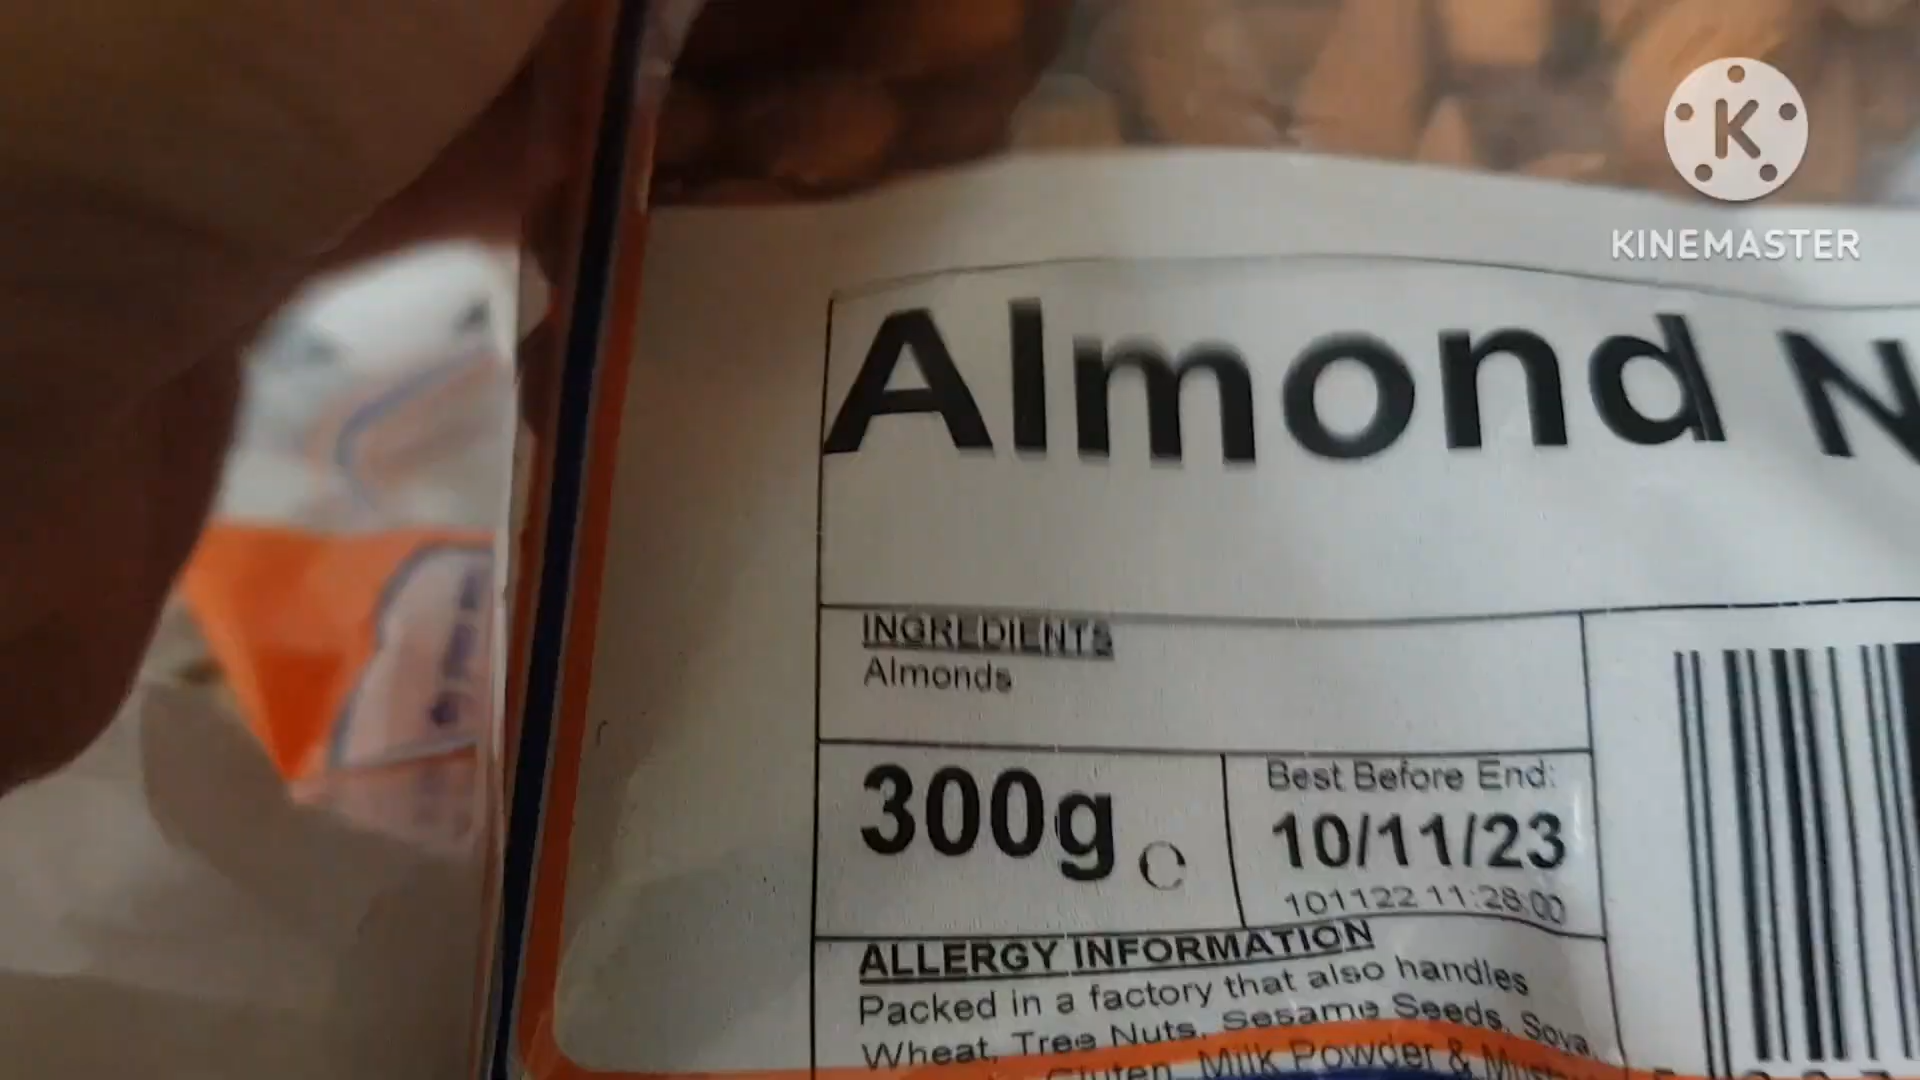 K
KINEMASTER
Almond N
INGREDIENTS
Almonds
300g e
Best Before End:
10/11/23
101122 11:28:00
ALLERGY INFORMATION
Packed in a factory that also handles
Wheat, Tree Nuts, Sesame Seeds, Soya,
Gluten, Milk Powder &